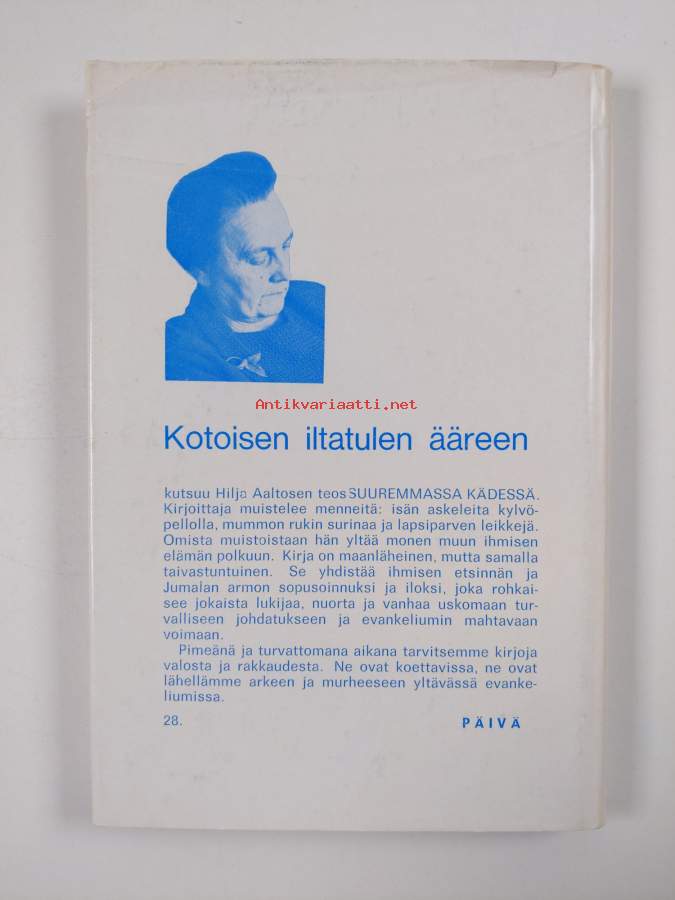 Antikvariaatti.net
Kotoisen iltatulen ääreen
kutsuu Hilja Aaltosen teos SUUREMMASSA KÄDESSÄ.
Kirjoittaja muistelee menneitä: isän askeleita kylvö-
pellolla, mummon rukin surinaa ja lapsiparven leikkejä.
Omista muistoistaan hän yltää monen muun ihmisen
elämän polkuun. Kirja on maanläheinen, mutta samalla
taivastuntuinen. Se yhdistää ihmisen etsinnän ja
Jumalan armon sopusoinnuksi ja iloksi, joka rohkai-
see jokaista lukijaa, nuorta ja vanhaa uskomaan tur-
valliseen johdatukseen ja evankeliumin mahtavaan
voimaan.
Pimeänä ja turvattomana aikana tarvitsemme kirjoja
valosta ja rakkaudesta. Ne ovat koettavissa, ne ovat
lähellämme arkeen ja murheeseen yltävässä evanke-
liumissa.
28. PÄIVÄ